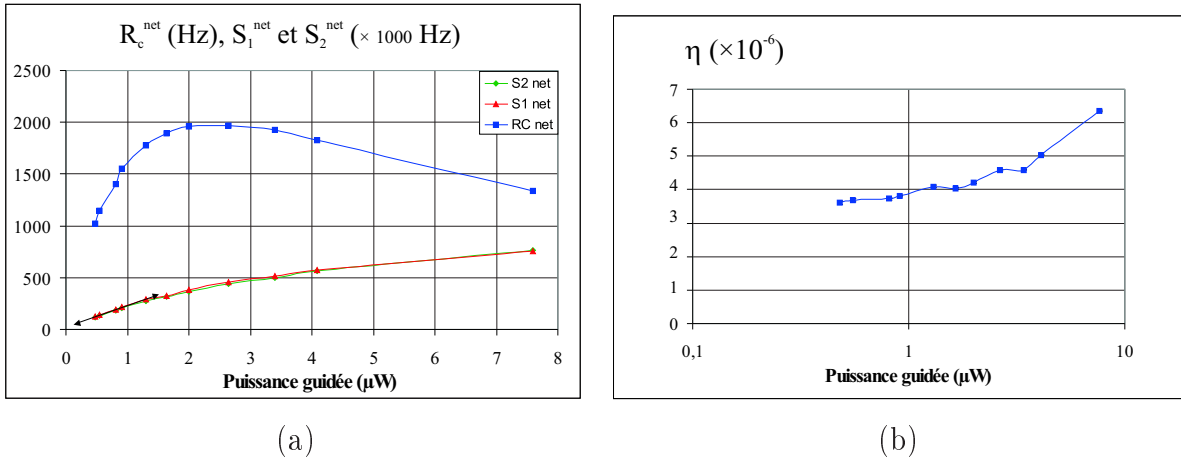 R_c^net (Hz), S_1^net et S_2^net (× 1000 Hz)
2500
2000
1500
1000
500
0
S2 net
S1 net
RC net
0 1 2 3 4 5 6 7 8
Puissance guidée (µW)
(a)
η (×10^-6)
7
6
5
4
3
2
1
0
0,1 1 10
Puissance guidée (µW)
(b)